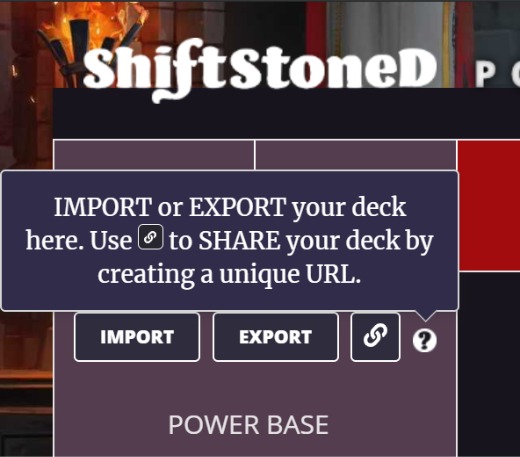 ShiftStoneD
P
IMPORT or EXPORT your deck
here. Use to SHARE your deck by
creating a unique URL.
IMPORT EXPORT ?
POWER BASE